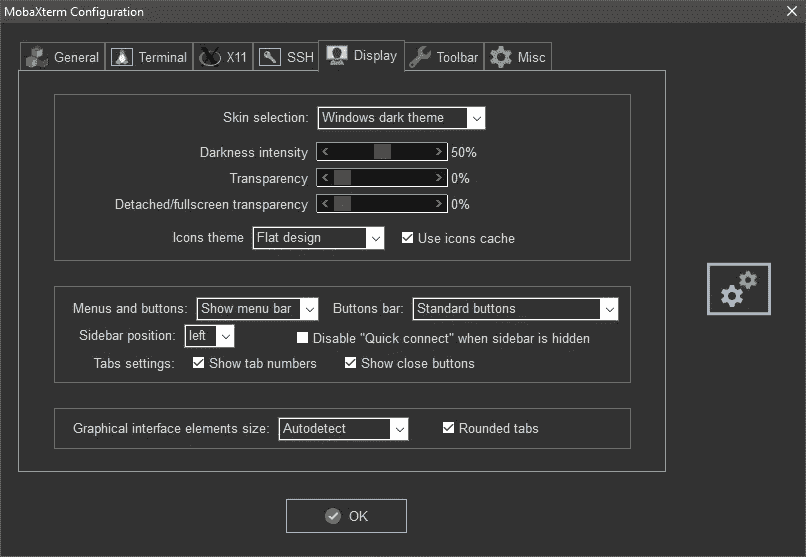 MobaXterm Configuration
General Terminal X11 SSH Display Toolbar Misc
Skin selection: Windows dark theme
Darkness intensity 50%
Transparency 0%
Detached/fullscreen transparency 0%
Icons theme Flat design Use icons cache
Menus and buttons: Show menu bar Buttons bar: Standard buttons
Sidebar position: left Disable "Quick connect" when sidebar is hidden
Tabs settings: Show tab numbers Show close buttons
Graphical interface elements size: Autodetect Rounded tabs
OK